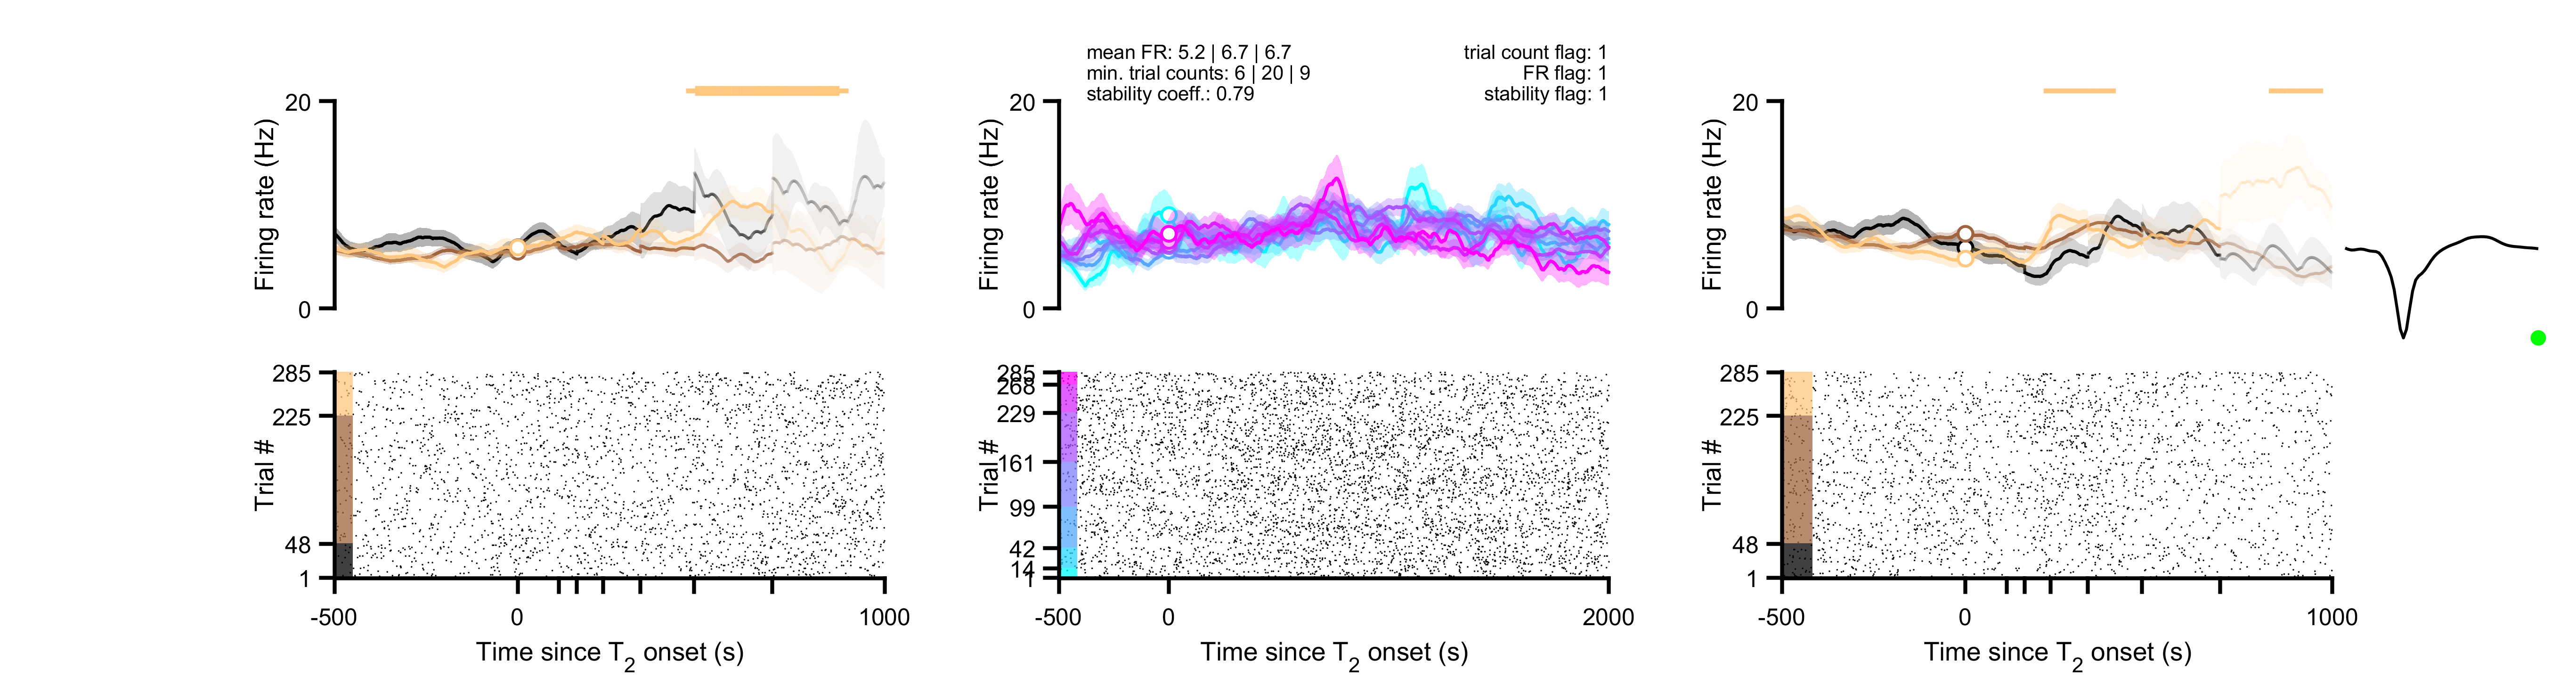 mean FR: 5.2 | 6.7 | 6.7
min. trial counts: 6 | 20 | 9
stability coeff.: 0.79
trial count flag: 1
FR flag: 1
stability flag: 1
20
Firing rate (Hz)
0
20
Firing rate (Hz)
0
20
Firing rate (Hz)
0
285
225
Trial #
48
1
-500
0
1000
Time since T2 onset (s)
285
268
229
Trial #
161
99
42
14
-500
0
2000
Time since T2 onset (s)
285
225
Trial #
48
1
-500
0
1000
Time since T2 onset (s)